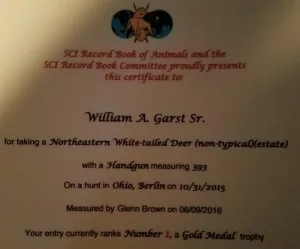 SCI Record Book of Animals and the
SCI Record Book Committee proudly presents
this certificate to:
William A. Garst Sr.
for taking a Northeastern White-tailed Deer (non-typical)(estate)
with a Handgun measuring 393
On a hunt in Ohio, Berlin on 10/31/2015
Measured by Glenn Brown on 06/09/2016
Your entry currently ranks Number 1, a Gold Medal trophy